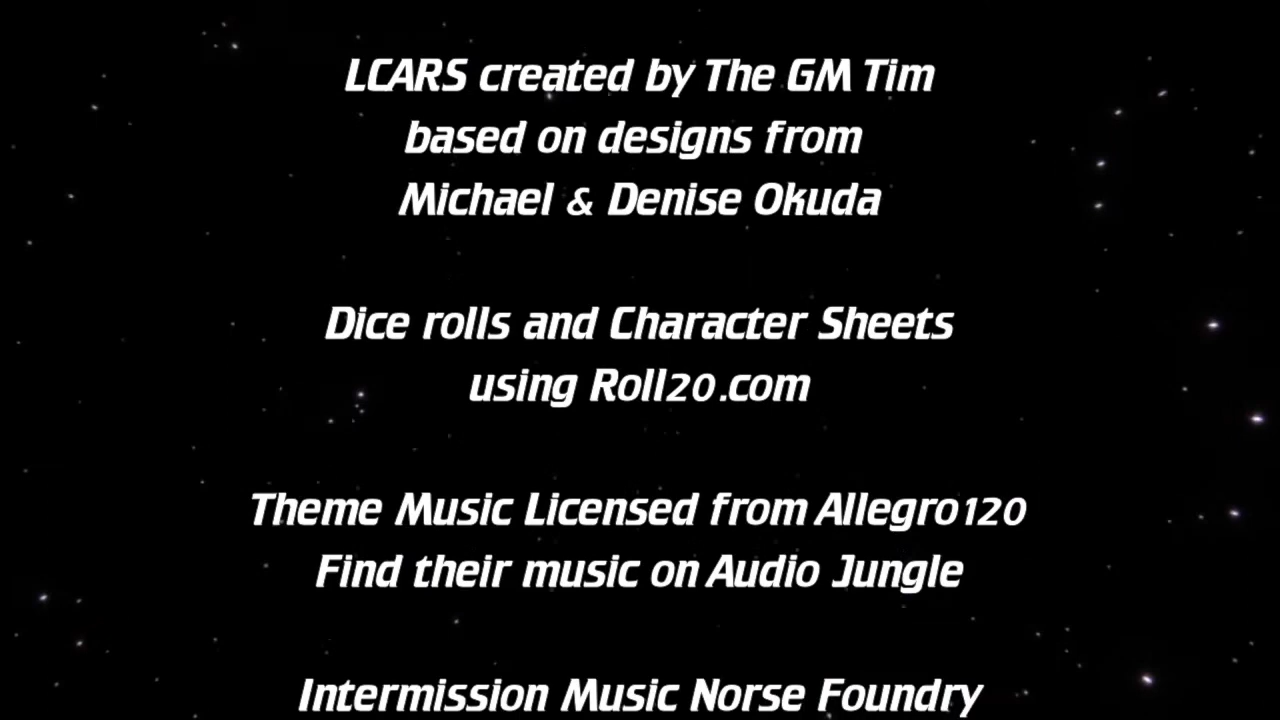 LCARS created by The GM Tim
based on designs from
Michael & Denise Okuda
Dice rolls and Character Sheets
using Roll20.com
Theme Music Licensed from Allegro120
Find their music on Audio Jungle
Intermission Music Norse Foundry